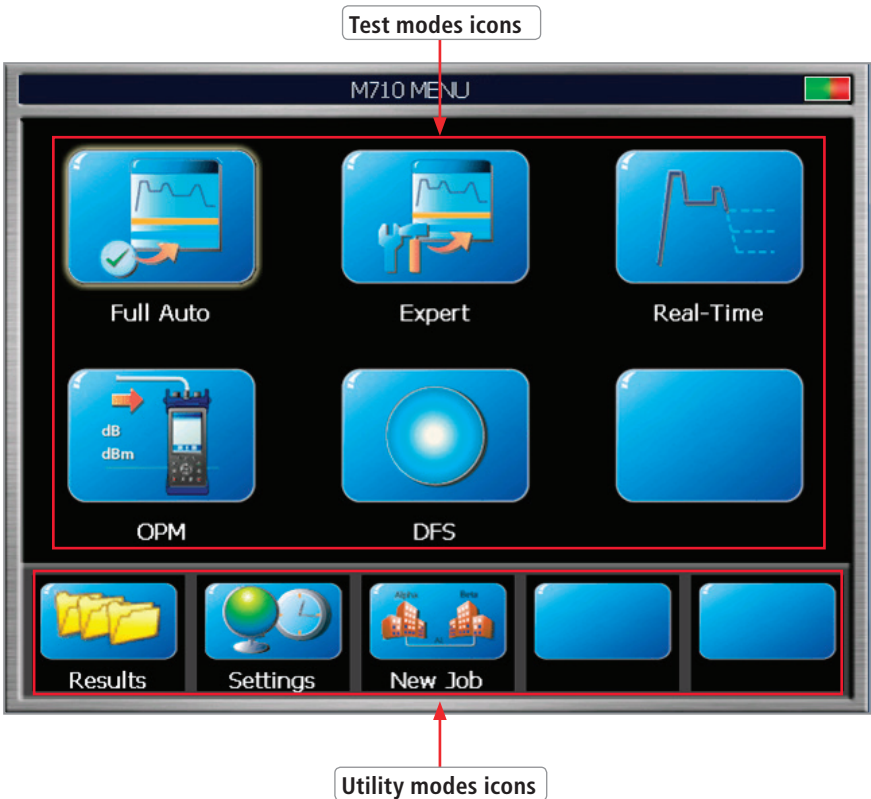 Test modes icons
M710 MENU
Full Auto
Expert
Real-Time
dB
dBm
OPM
DFS
Alpha
Beta
AL
Results
Settings
New Job
Utility modes icons